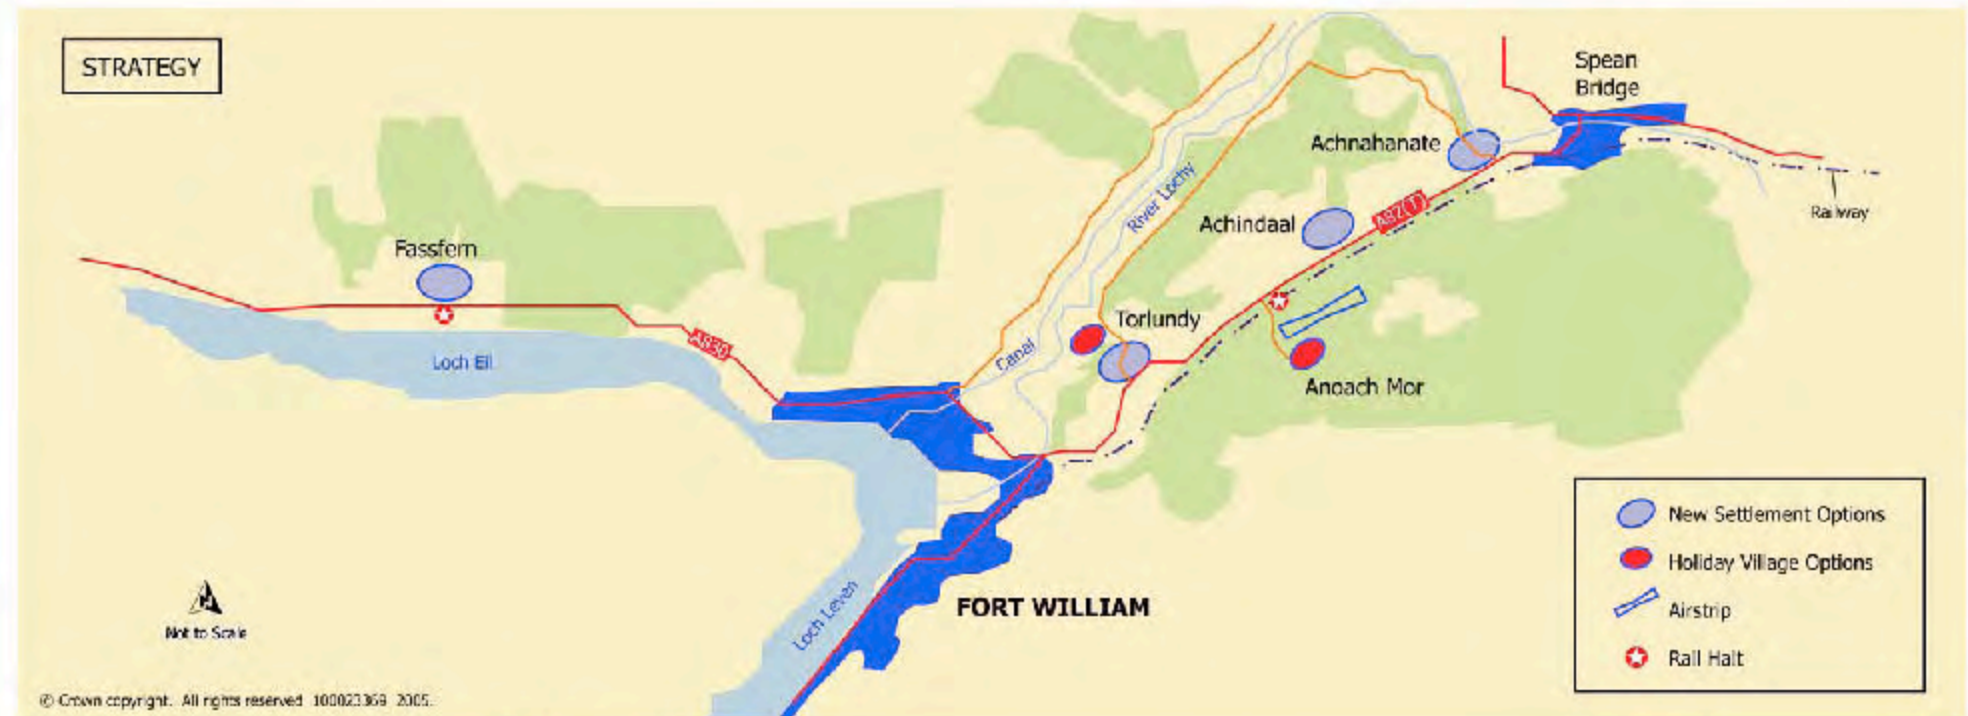 STRATEGY
Spean
Bridge
Achnahanate
River Lochy
A82(T)
Railway
Achindaal
Fassfern
Torlundy
A830
Canal
Loch Eil
Anoach Mor
New Settlement Options
Holiday Village Options
Airstrip
Rail Halt
FORT WILLIAM
Loch Leven
N
Not to Scale
© Crown copyright. All rights reserved 100023369 2005.